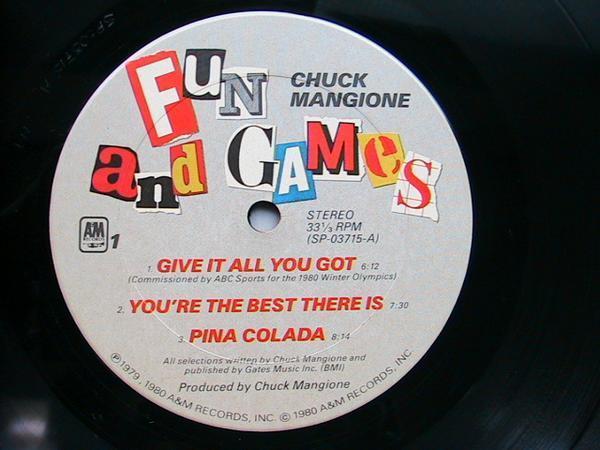 Fun
and Games
CHUCK
MANGIONE
A&M
RECORDS
1
STEREO
33 1/3 RPM
(SP-03715-A)
1. GIVE IT ALL YOU GOT 6:12
(Commissioned by ABC Sports for the 1980 Winter Olympics)
2. YOU'RE THE BEST THERE IS 7:30
3. PINA COLADA 8:14
All selections written by Chuck Mangione and
published by Gates Music Inc. (BMI)
Produced by Chuck Mangione
℗1979, 1980 A&M RECORDS, INC. © 1980 A&M RECORDS, INC